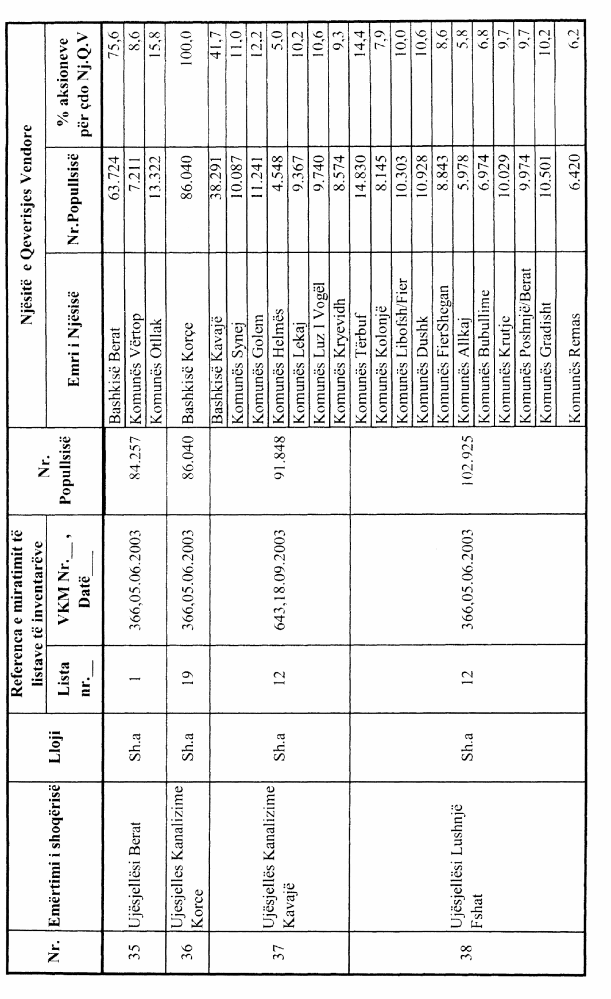 Nr. Emërtimi i shoqërisë Lloji Referenca e miratimit të listave të inventarëve Nr. Popullsisë Njësitë e Qeverisjes Vendore
Lista nr.__ VKM Nr.__, Datë___ Emri i Njësisë Nr.Popullsisë % aksioneve për çdo Nj.Q.V
35 Ujësjellësi Berat Sh.a 1 366,05.06.2003 84.257 Bashkisë Berat 63.724 75,6
Komunës Vërtop 7.211 8,6
Komunës Otllak 13.322 15,8
36 Ujesjelles Kanalizime Korce Sh.a 19 366,05.06.2003 86.040 Bashkisë Korçe 86.040 100,0
37 Ujësjellës Kanalizime Kavajë Sh.a 12 643,18.09.2003 91.848 Bashkisë Kavajë 38.291 41,7
Komunës Synej 10.087 11,0
Komunës Golem 11.241 12,2
Komunës Helmës 4.548 5,0
Komunës Lekaj 9.367 10,2
Komunës Luz I Vogël 9.740 10,6
Komunës Kryevidh 8.574 9,3
38 Ujësjellësi Lushnjë Fshat Sh.a 12 366,05.06.2003 102.925 Komunës Tërbuf 14.830 14,4
Komunës Kolonjë 8.145 7,9
Komunës Libofsh/Fier 10.303 10,0
Komunës Dushk 10.928 10,6
Komunës FierShegan 8.843 8,6
Komunës Allkaj 5.978 5,8
Komunës Bubullime 6.974 6,8
Komunës Krutje 10.029 9,7
Komunës Poshnjë/Berat 9.974 9,7
Komunës Gradisht 10.501 10,2
Komunës Remas 6.420 6,2